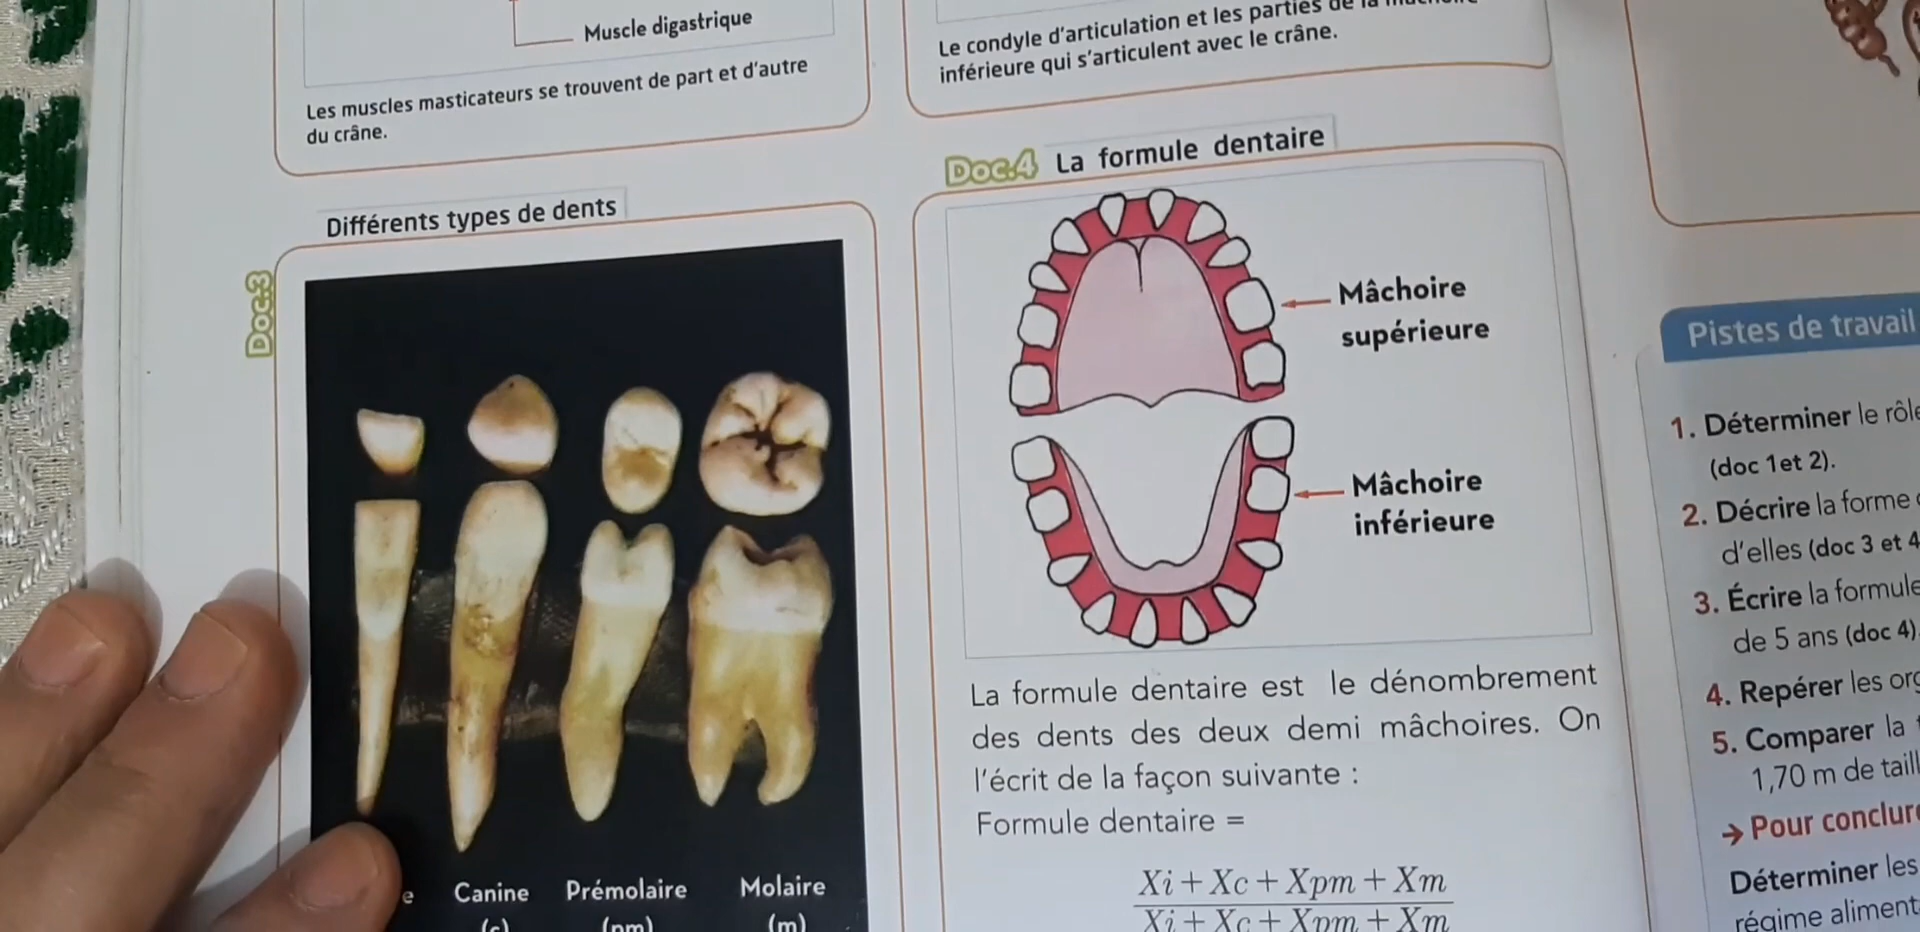 Muscle digastrique
Les muscles masticateurs se trouvent de part et d'autre
du crâne.
Le condyle d'articulation et les parties de la
inférieure qui s'articulent avec le crâne.
Doc.3
Différents types de dents
e
Canine
(c)
Prémolaire
(pm)
Molaire
(m)
Doc.4 La formule dentaire
Mâchoire
supérieure
Mâchoire
inférieure
La formule dentaire est le dénombrement
des dents des deux demi mâchoires. On
l'écrit de la façon suivante :
Formule dentaire =
Xi + Xc + Xpm + Xm
Xi + Xc + Xpm + Xm
Pistes de travail
1. Déterminer le rôle
(doc 1et 2).
2. Décrire la forme
d'elles (doc 3 et 4
3. Écrire la formule
de 5 ans (doc 4)
4. Repérer les org
5. Comparer la
1,70 m de taill
→ Pour conclure
Déterminer les
régime aliment